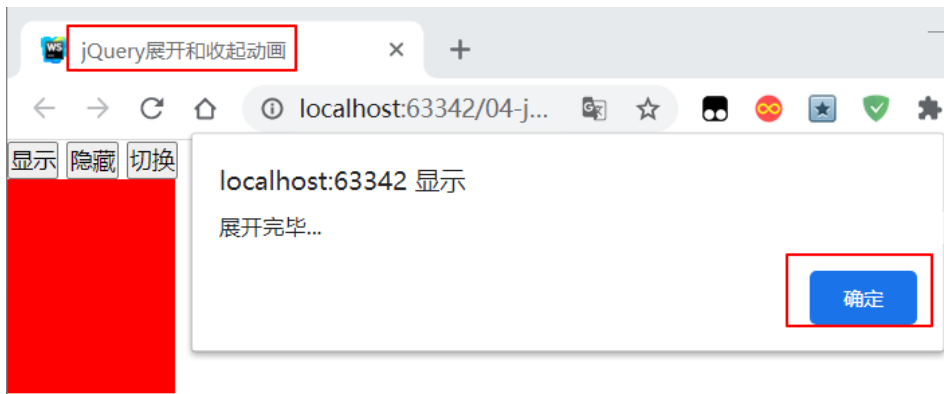 jQuery展开和收起动画
localhost:63342/04-j...
显示 隐藏 切换
localhost:63342 显示
展开完毕...
确定